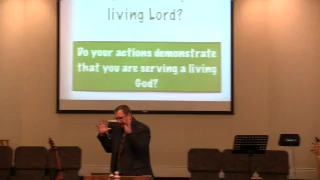 living Lord?
Do your actions demonstrate
that you are serving a living
God?